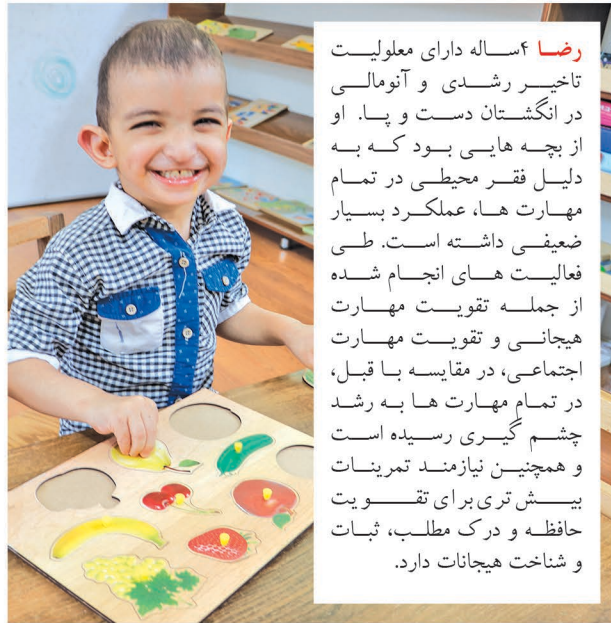 رضا ۴ساله دارای معلولیت
تاخیر رشدی و آنومالی
در انگشتان دست و پا. او
از بچه هایی بود که به
دلیل فقر محیطی در تمام
مهارت ها، عملکرد بسیار
ضعیفی داشته است. طی
فعالیت های انجام شده
از جمله تقویت مهارت
هیجانی و تقویت مهارت
اجتماعی، در مقایسه با قبل،
در تمام مهارت ها به رشد
چشم گیری رسیده است
و همچنین نیازمند تمرینات
بیش تری برای تقویت
حافظه و درک مطلب، ثبات
و شناخت هیجانات دارد.